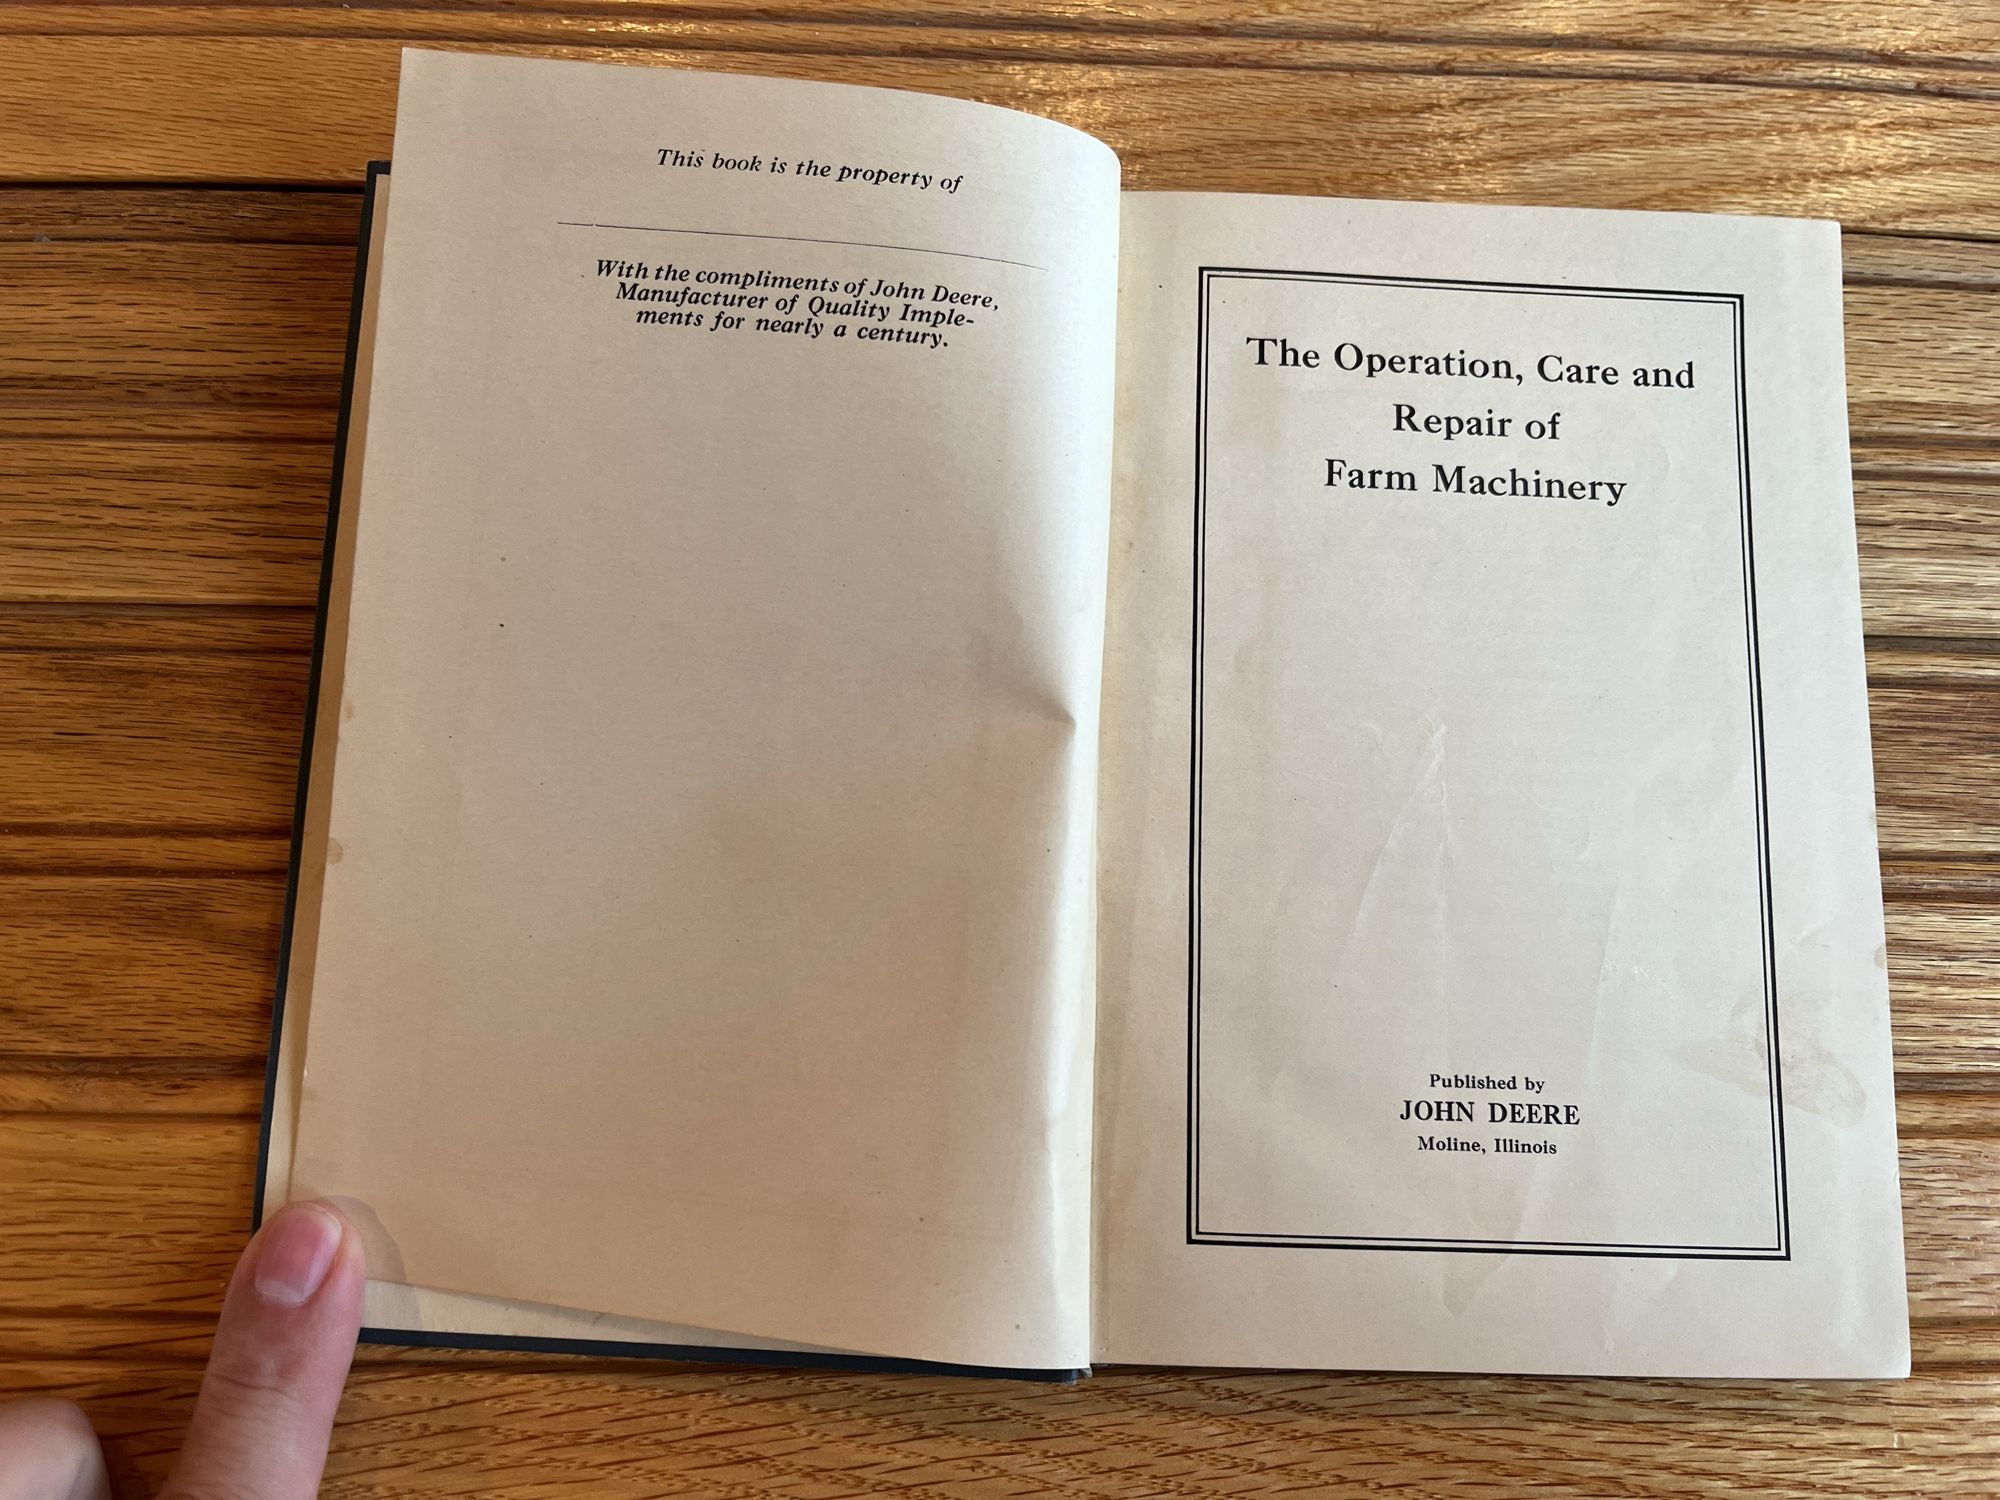 This book is the property of
With the compliments of John Deere,
Manufacturer of Quality Imple-
ments for nearly a century.
The Operation, Care and
Repair of
Farm Machinery
Published by
JOHN DEERE
Moline, Illinois